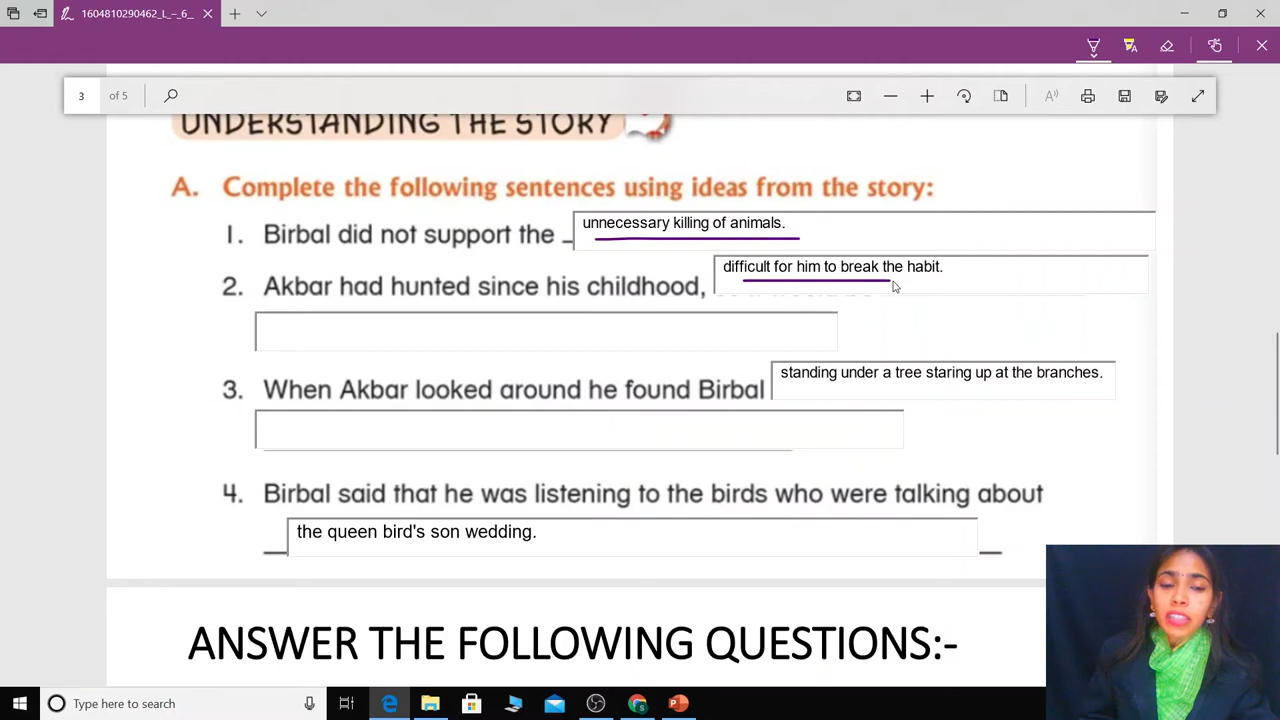 1604810290462_L_–_6_
3 of 5
UNDERSTANDING THE STORY
A. Complete the following sentences using ideas from the story:
1. Birbal did not support the _ unnecessary killing of animals.
2. Akbar had hunted since his childhood, difficult for him to break the habit.
3. When Akbar looked around he found Birbal standing under a tree staring up at the branches.
4. Birbal said that he was listening to the birds who were talking about
the queen bird's son wedding.
ANSWER THE FOLLOWING QUESTIONS:-
Type here to search